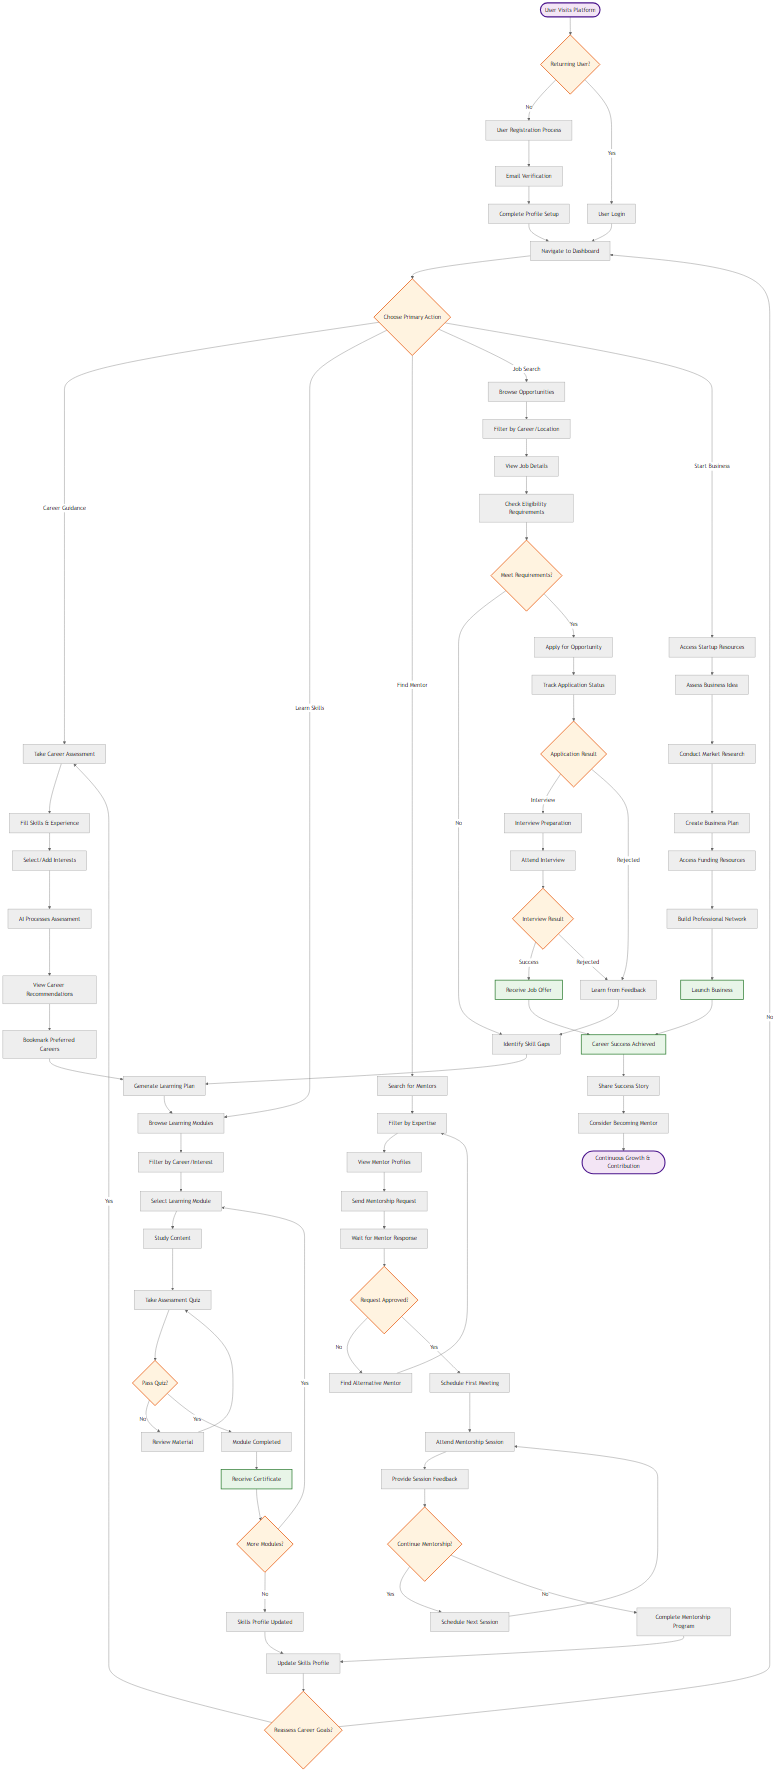 User Visits Platform
Returning User?
No
User Registration Process
Yes
Email Verification
Complete Profile Setup
User Login
Navigate to Dashboard
Choose Primary Action
Job Search
Browse Opportunities
Filter by Career/Location
View Job Details
Start Business
Career Guidance
Check Eligibility
Requirements
Meet Requirements?
Yes
Apply for Opportunity
Access Startup Resources
Find Mentor
Track Application Status
Assess Business Idea
Learn Skills
Take Career Assessment
Application Result
Conduct Market Research
Interview
Fill Skills & Experience
No
Interview Preparation
Create Business Plan
Select/Add Interests
Attend Interview
Rejected
Access Funding Resources
AI Processes Assessment
Interview Result
Build Professional Network
Success
Rejected
View Career
Recommendations
Receive Job Offer
Learn from Feedback
Launch Business
No
Bookmark Preferred
Careers
Identify Skill Gaps
Career Success Achieved
Generate Learning Plan
Search for Mentors
Share Success Story
Browse Learning Modules
Filter by Expertise
Consider Becoming Mentor
Filter by Career/Interest
View Mentor Profiles
Continuous Growth &
Contribution
Yes
Select Learning Module
Send Mentorship Request
Study Content
Wait for Mentor Response
Take Assessment Quiz
Request Approved?
No
Yes
Pass Quiz?
Yes
Find Alternative Mentor
Schedule First Meeting
No
Yes
Review Material
Module Completed
Attend Mentorship Session
Receive Certificate
Provide Session Feedback
More Modules?
Continue Mentorship?
No
Yes
No
Skills Profile Updated
Schedule Next Session
Complete Mentorship
Program
Update Skills Profile
Reassess Career Goals?